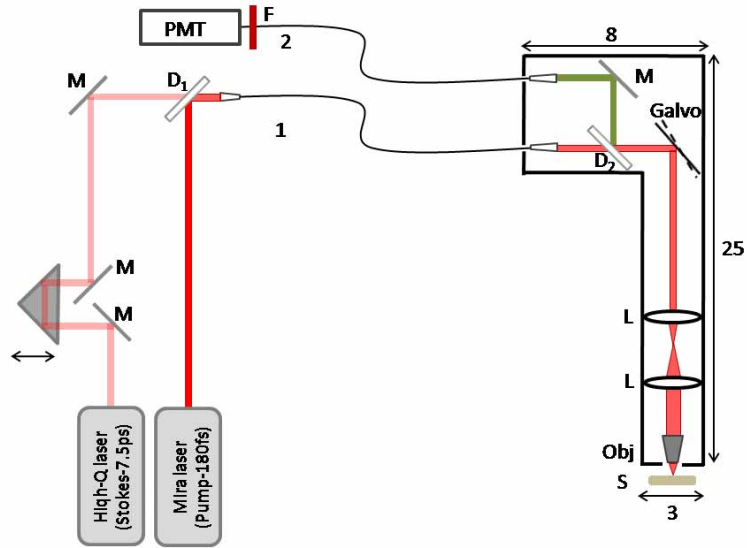 PMT
F
2
8
M
D1
M
M
Galvo
1
D2
25
M
M
L
L
High-Q laser
(Stokes-7.5ps)
Mira laser
(Pump-180fs)
Obj
S
3